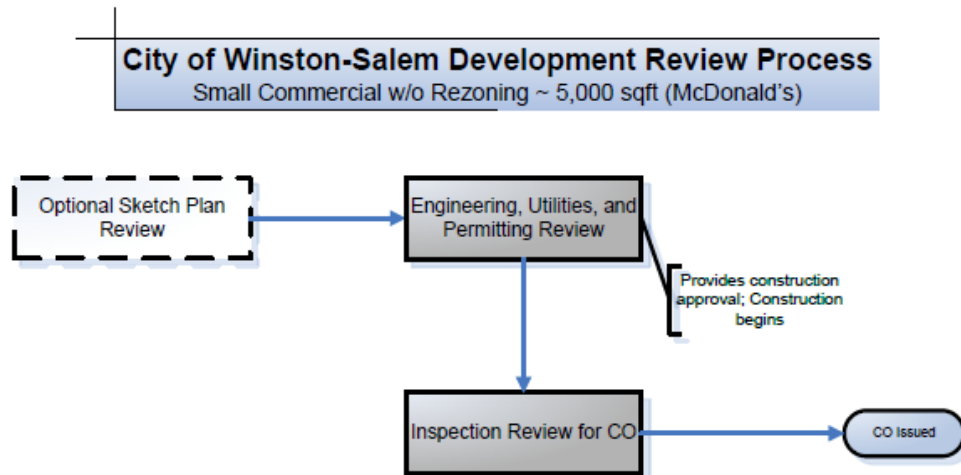 City of Winston-Salem Development Review Process
Small Commercial w/o Rezoning ~ 5,000 sqft (McDonald's)
Optional Sketch Plan
Review
Engineering, Utilities, and
Permitting Review
Provides construction
approval; Construction
begins
Inspection Review for CO
CO Issued